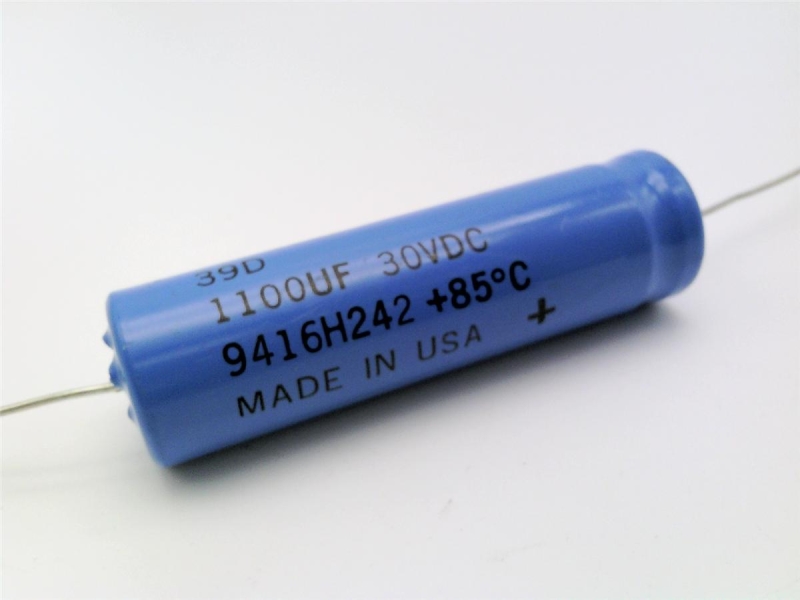 39D
1100UF 30VDC
9416H242 +85°C
MADE IN USA +